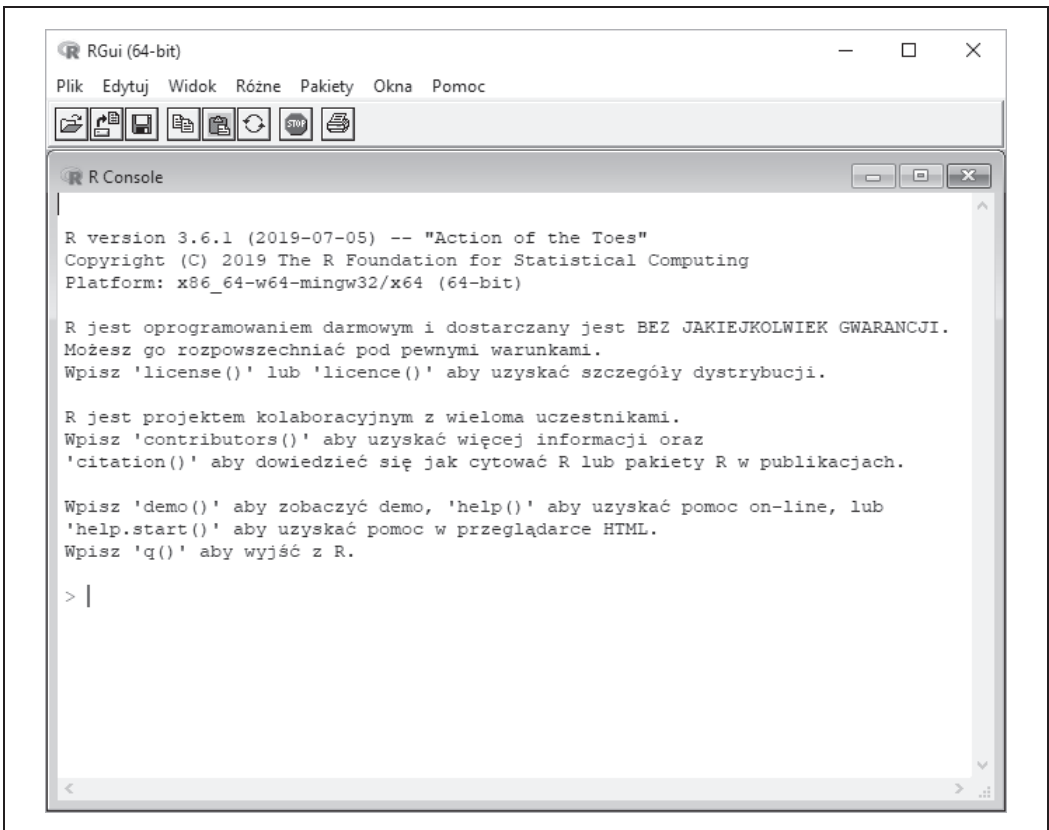 RGui (64-bit)
Plik Edytuj Widok Różne Pakiety Okna Pomoc
STOP
R Console
R version 3.6.1 (2019-07-05) -- "Action of the Toes"
Copyright (C) 2019 The R Foundation for Statistical Computing
Platform: x86_64-w64-mingw32/x64 (64-bit)
R jest oprogramowaniem darmowym i dostarczany jest BEZ JAKIEJKOLWIEK GWARANCJI.
Możesz go rozpowszechniać pod pewnymi warunkami.
Wpisz 'license()' lub 'licence()' aby uzyskać szczegóły dystrybucji.
R jest projektem kolaboracyjnym z wieloma uczestnikami.
Wpisz 'contributors()' aby uzyskać więcej informacji oraz
'citation()' aby dowiedzieć się jak cytować R lub pakiety R w publikacjach.
Wpisz 'demo()' aby zobaczyć demo, 'help()' aby uzyskać pomoc on-line, lub
'help.start()' aby uzyskać pomoc w przeglądarce HTML.
Wpisz 'q()' aby wyjść z R.
>